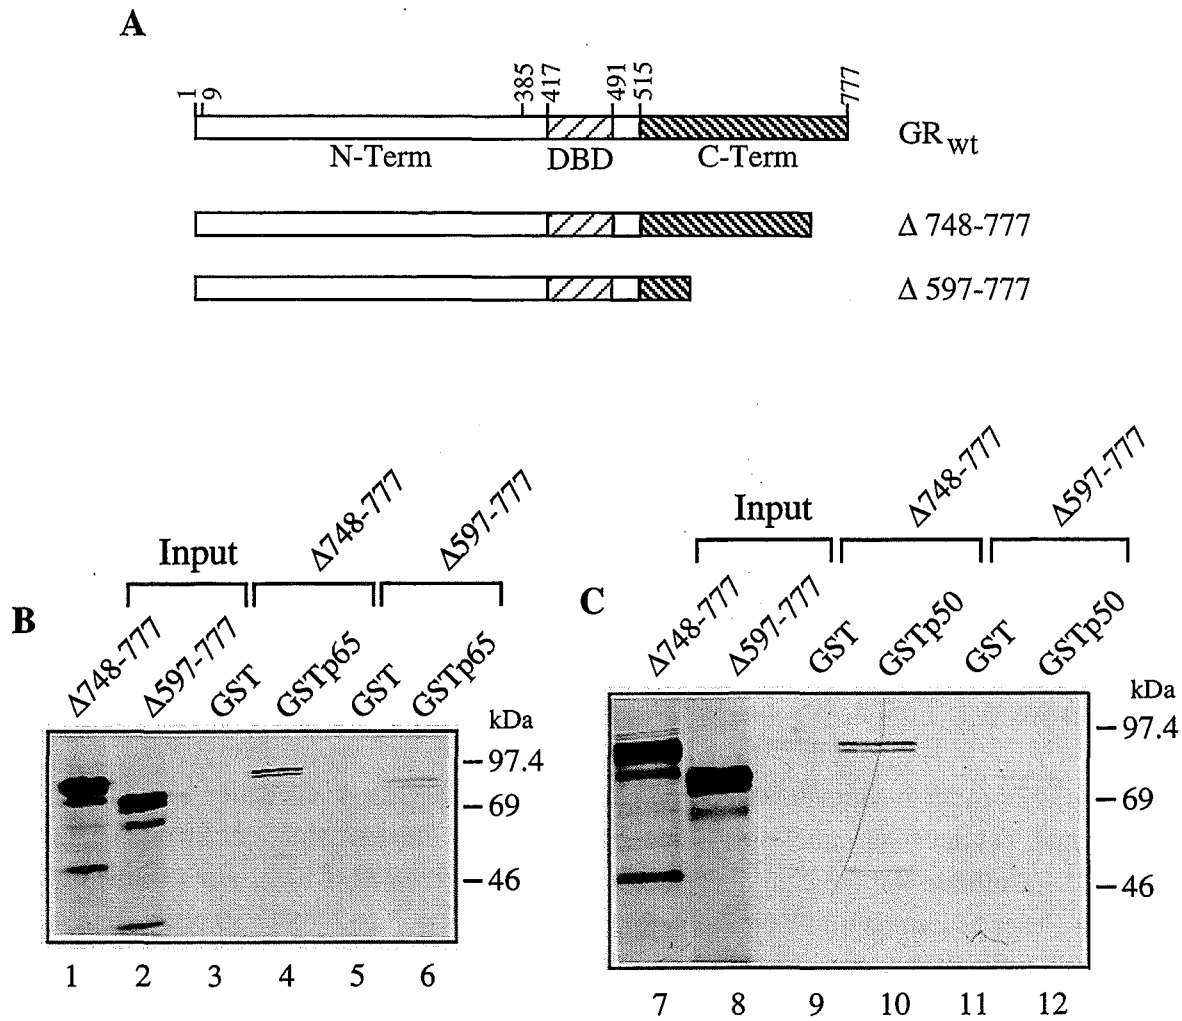 A
1 9 385 417 491 515 777
N-Term DBD C-Term GRwt
Δ 748-777
Δ 597-777
B
Input Δ748-777 Δ597-777
Δ748-777 Δ597-777 GST GSTp65 GST GSTp65
kDa
97.4
69
46
1 2 3 4 5 6
C
Input Δ748-777 Δ597-777
Δ748-777 Δ597-777 GST GSTp50 GST GSTp50
kDa
97.4
69
46
7 8 9 10 11 12